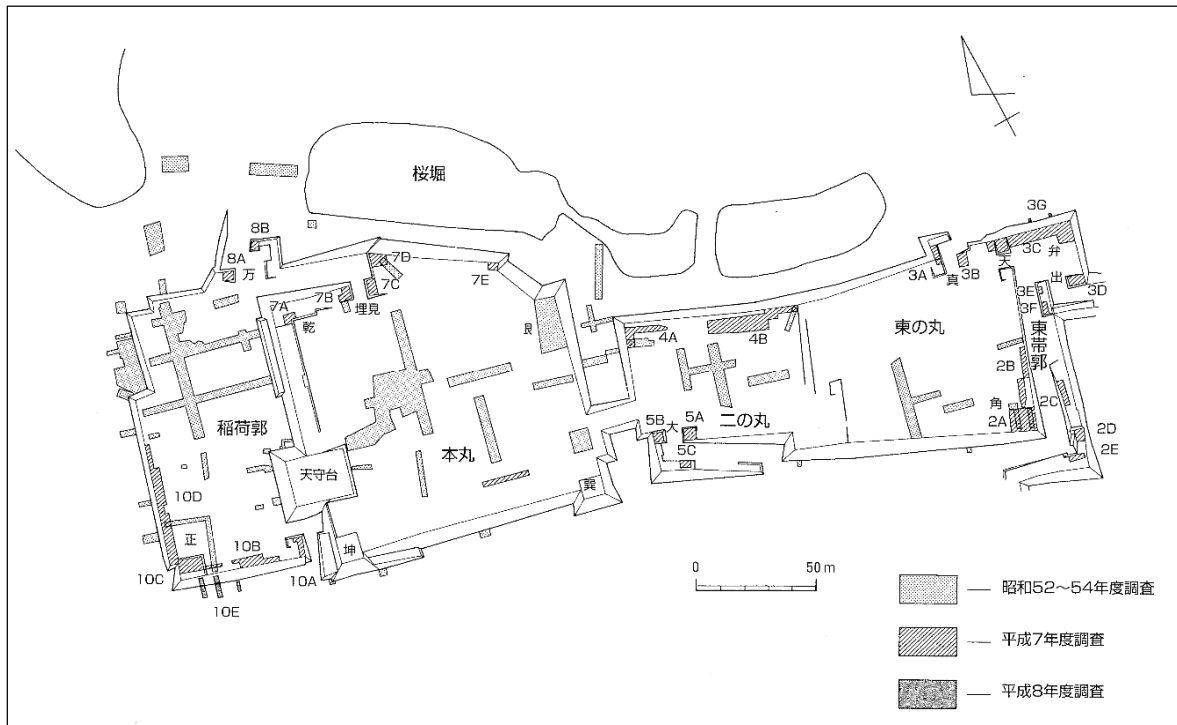 桜堀
3G
8B
8A
万
7D
7C
7E
7B
7A
埋見
乾
艮
3A
真
3B
大
3C
弁
出
3D
3E
3F
東帯郭
4A
4B
東の丸
2B
2C
角
2A
2D
2E
稲荷郭
本丸
二の丸
5B
大
5A
5C
天守台
巽
10D
正
10B
坤
10C
10A
10E
0
50m
昭和52~54年度調査
平成7年度調査
平成8年度調査